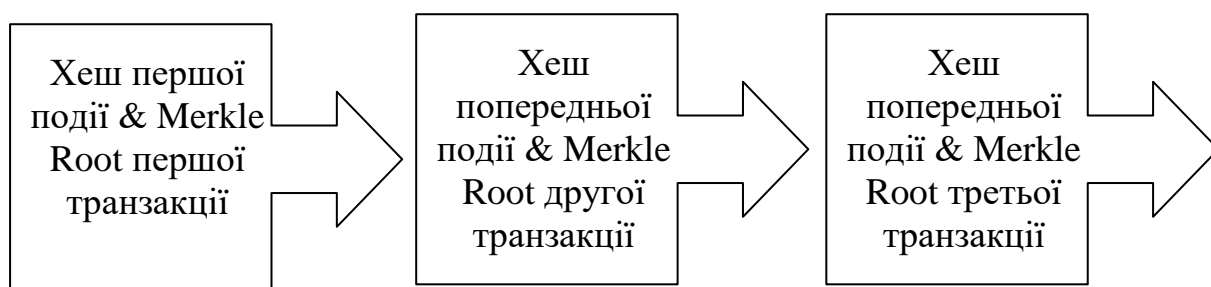 Хеш першої
події & Merkle
Root першої
транзакції
Хеш
попередньої
події & Merkle
Root другої
транзакції
Хеш
попередньої
події & Merkle
Root третьої
транзакції